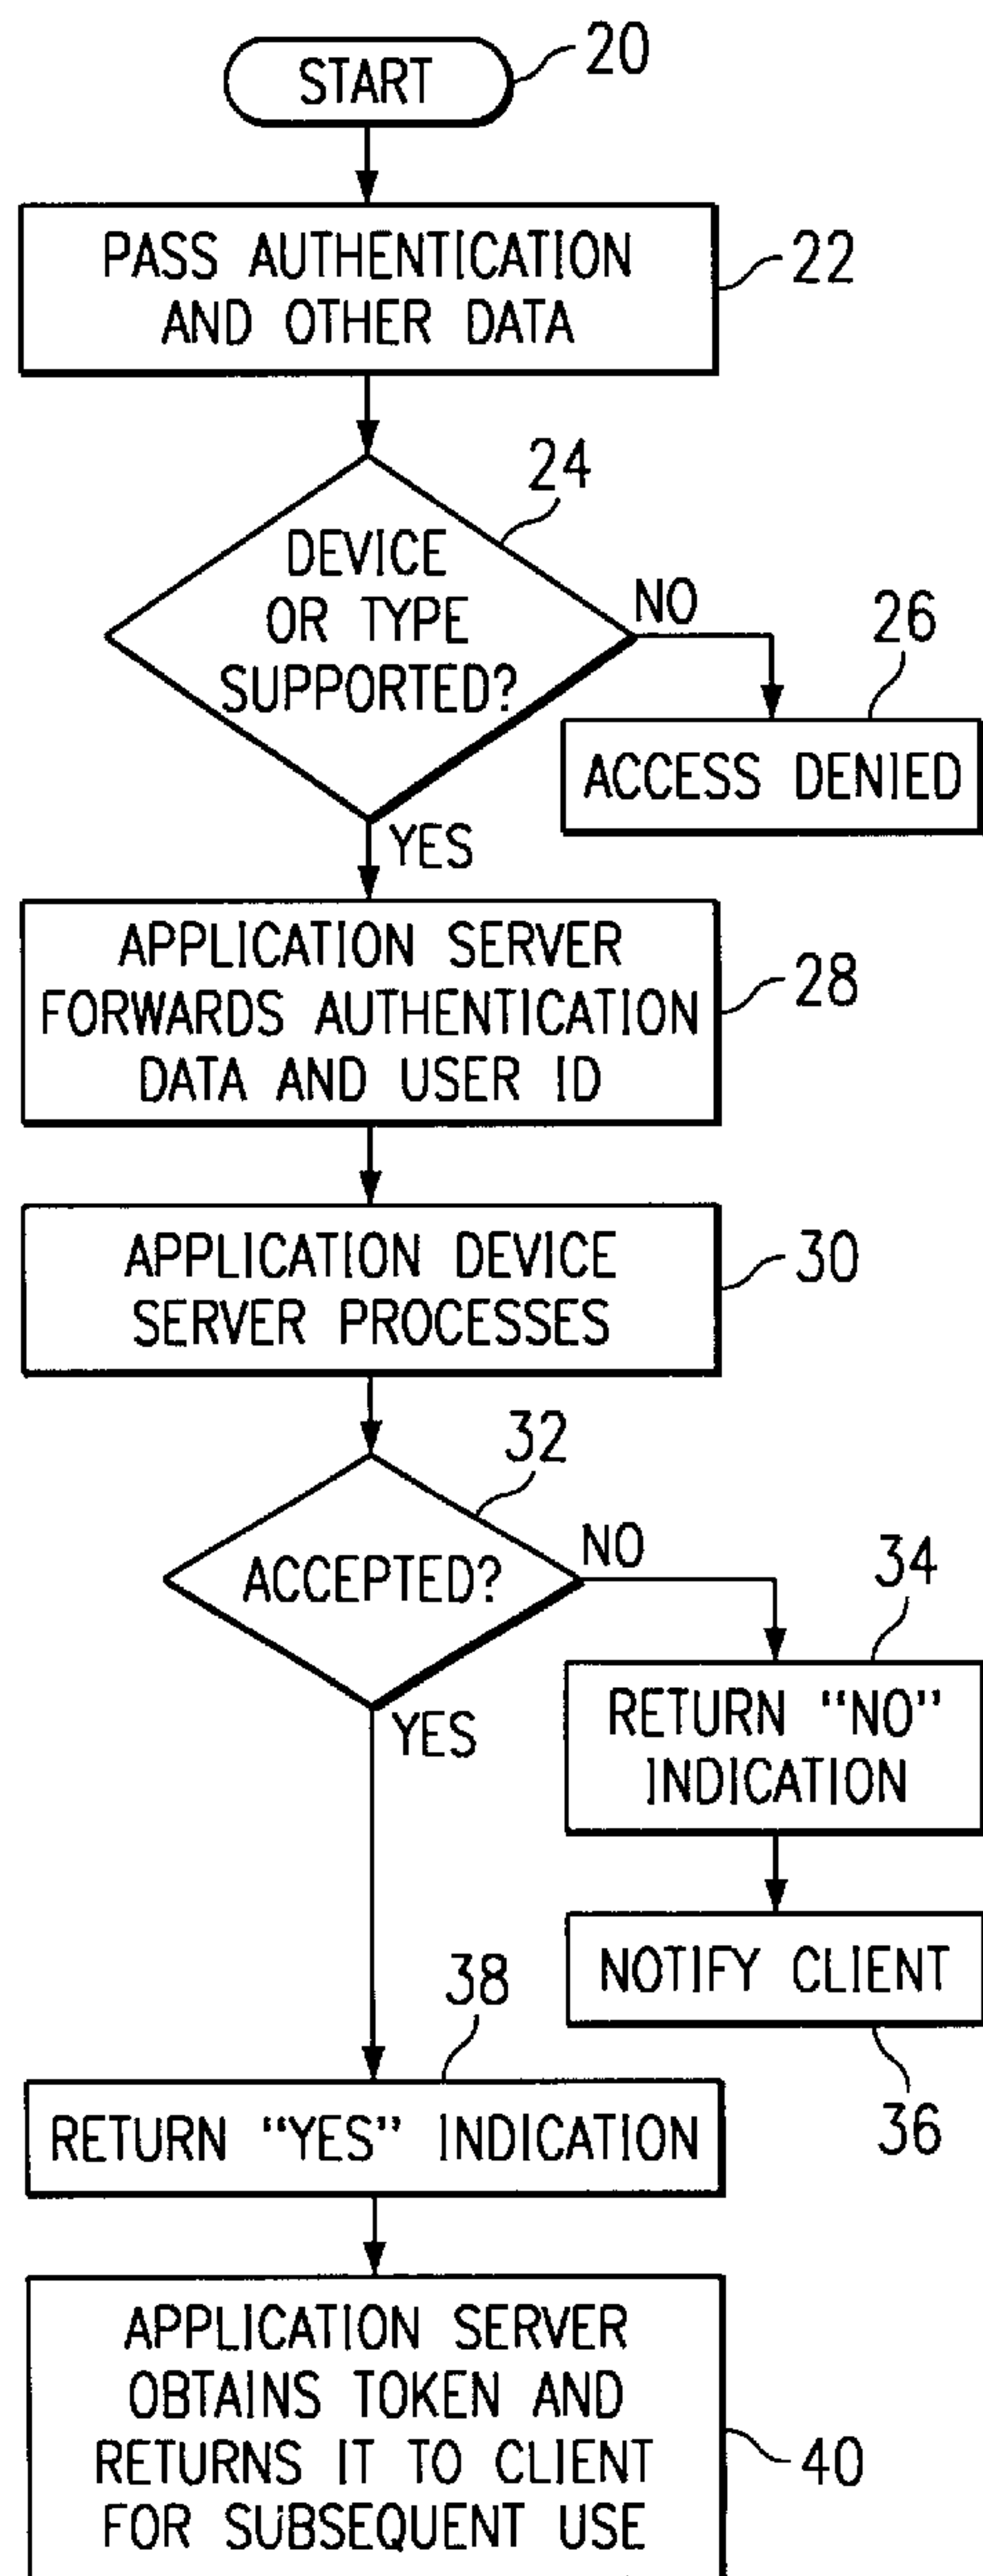 START
20
PASS AUTHENTICATION
AND OTHER DATA
22
24
DEVICE
OR TYPE
SUPPORTED?
NO
26
ACCESS DENIED
YES
APPLICATION SERVER
FORWARDS AUTHENTICATION
DATA AND USER ID
28
APPLICATION DEVICE
SERVER PROCESSES
30
32
ACCEPTED?
NO
34
RETURN "NO"
INDICATION
YES
NOTIFY CLIENT
36
38
RETURN "YES" INDICATION
APPLICATION SERVER
OBTAINS TOKEN AND
RETURNS IT TO CLIENT
FOR SUBSEQUENT USE
40